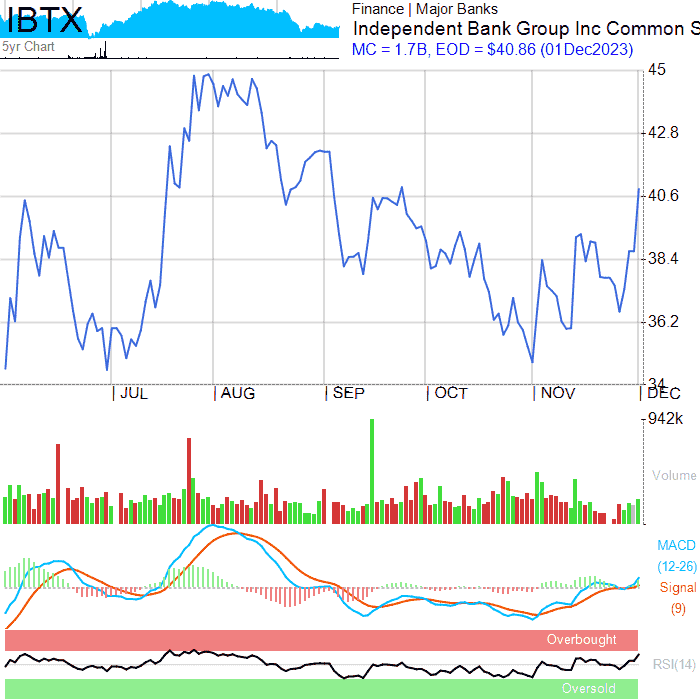 IBTX
5yr Chart
Finance | Major Banks
Independent Bank Group Inc Common S
MC = 1.7B, EOD = $40.86 (01Dec2023)
45
42.8
40.6
38.4
36.2
34
JUL
AUG
SEP
OCT
NOV
DEC
942k
Volume
MACD
(12-26)
Signal
(9)
Overbought
RSI(14)
Oversold